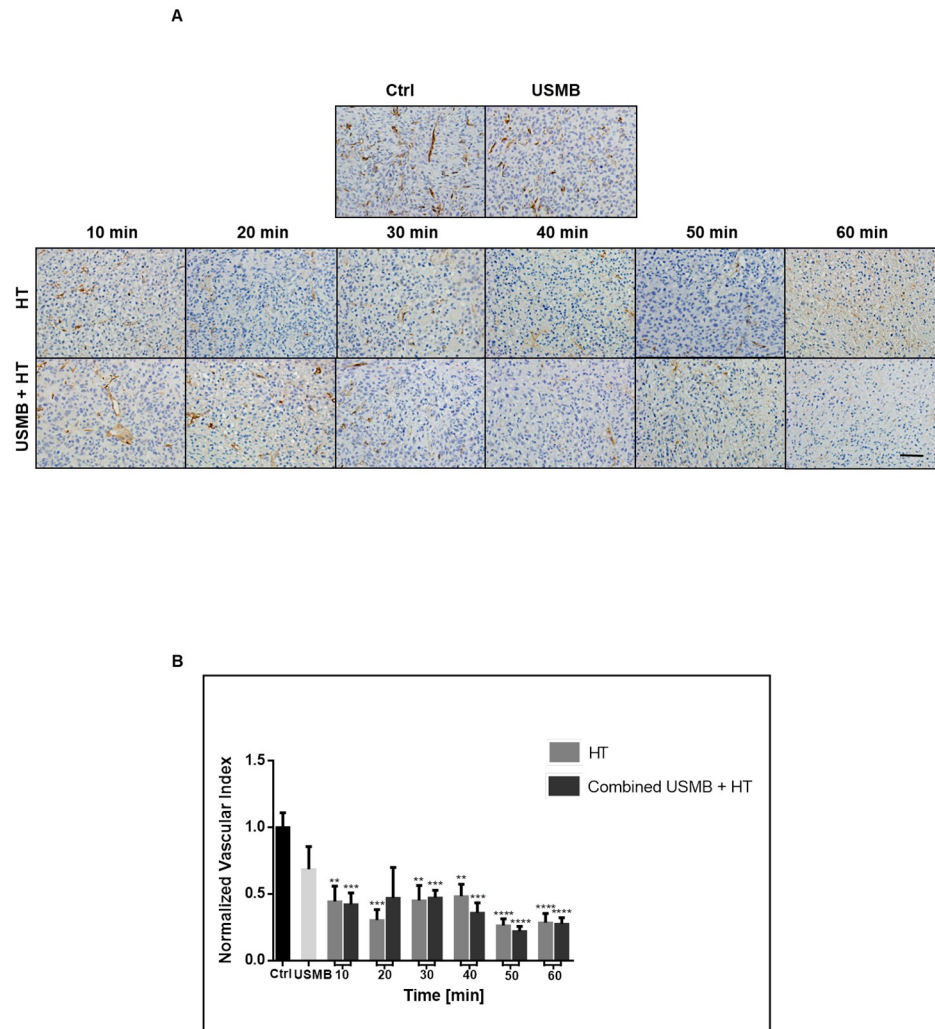 A
Ctrl USMB
10 min 20 min 30 min 40 min 50 min 60 min
HT
USMB + HT
B
HT
Combined USMB + HT
Normalized Vascular Index
1.5
1.0
0.5
0.0
** *** *** ** *** ** *** **** **** **** ****
Ctrl USMB 10 20 30 40 50 60
Time [min]